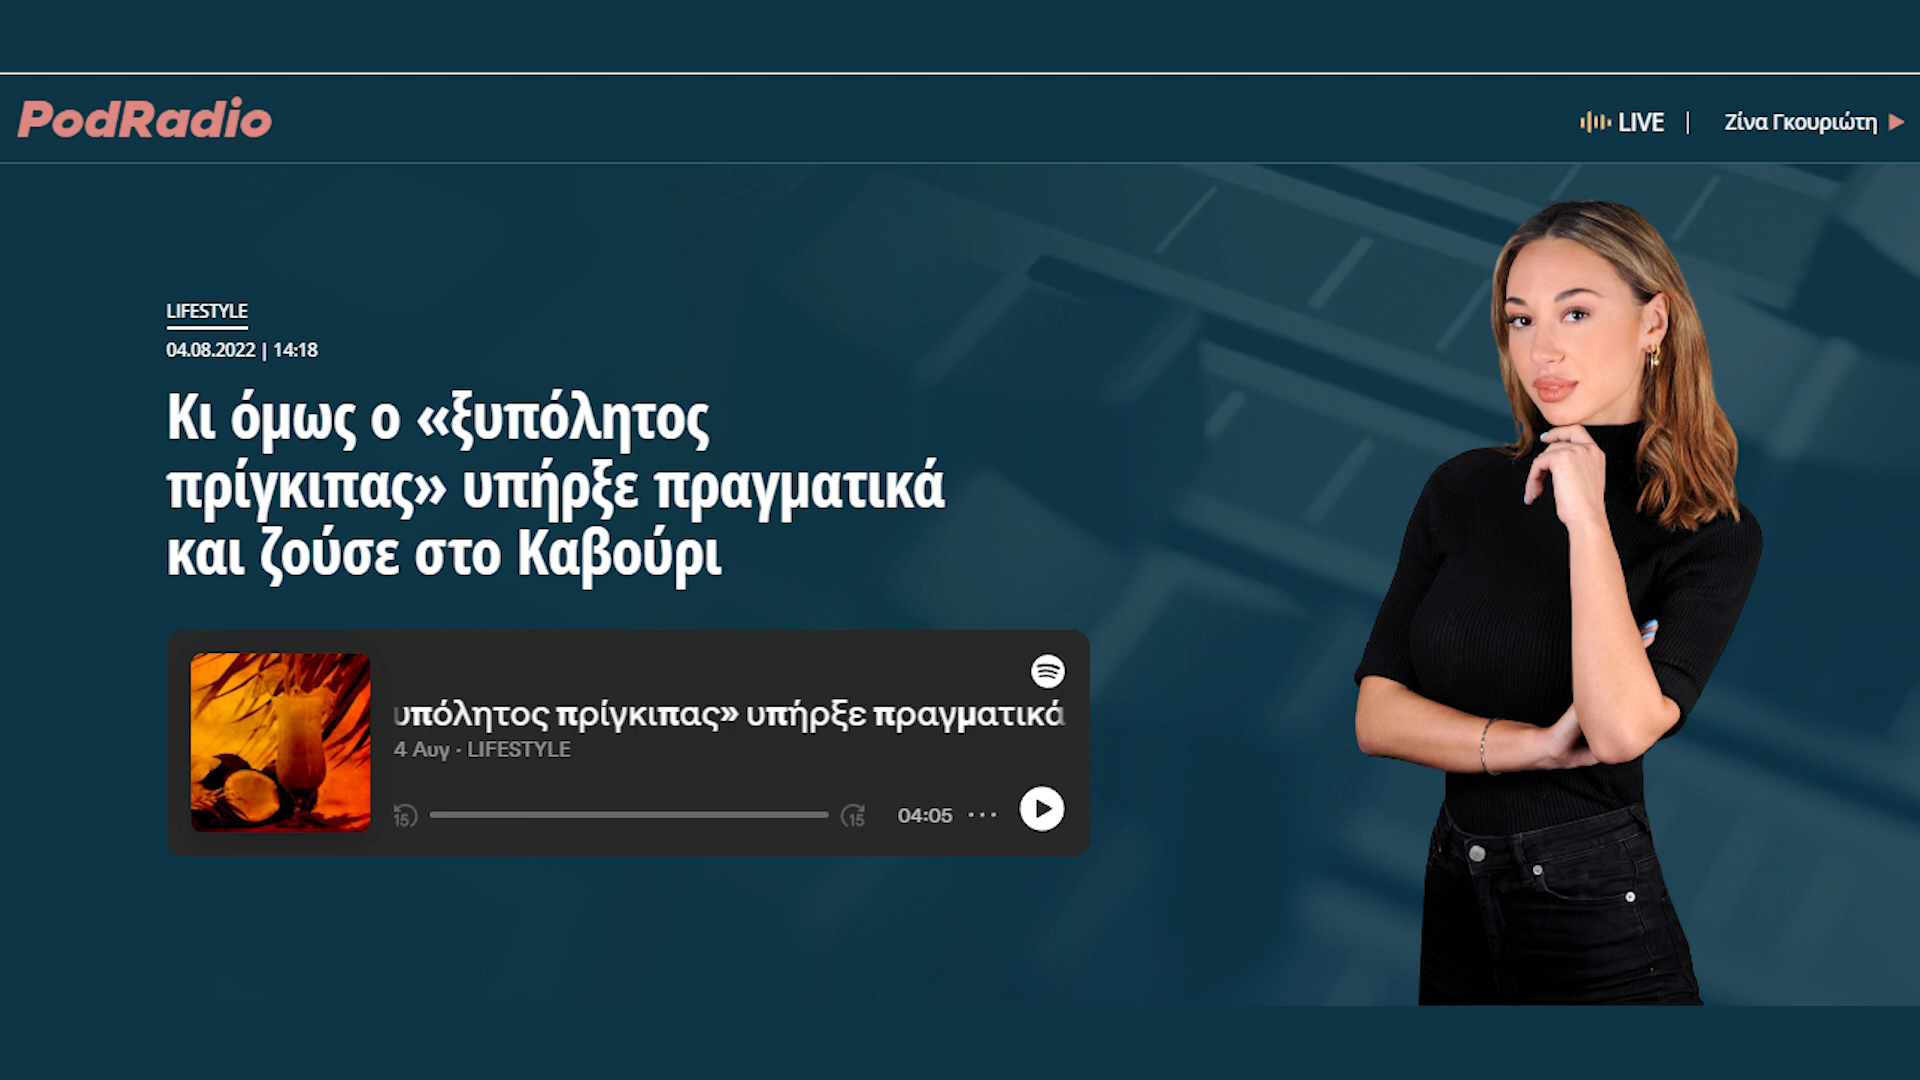 PodRadio
LIVE | Ζίνα Γκουριώτη
LIFESTYLE
04.08.2022 | 14:18
Κι όμως ο «ξυπόλητος
πρίγκιπας» υπήρξε πραγματικά
και ζούσε στο Καβούρι
υπόλητος πρίγκιπας» υπήρξε πραγματικά
4 Αυγ · LIFESTYLE
15
15
04:05